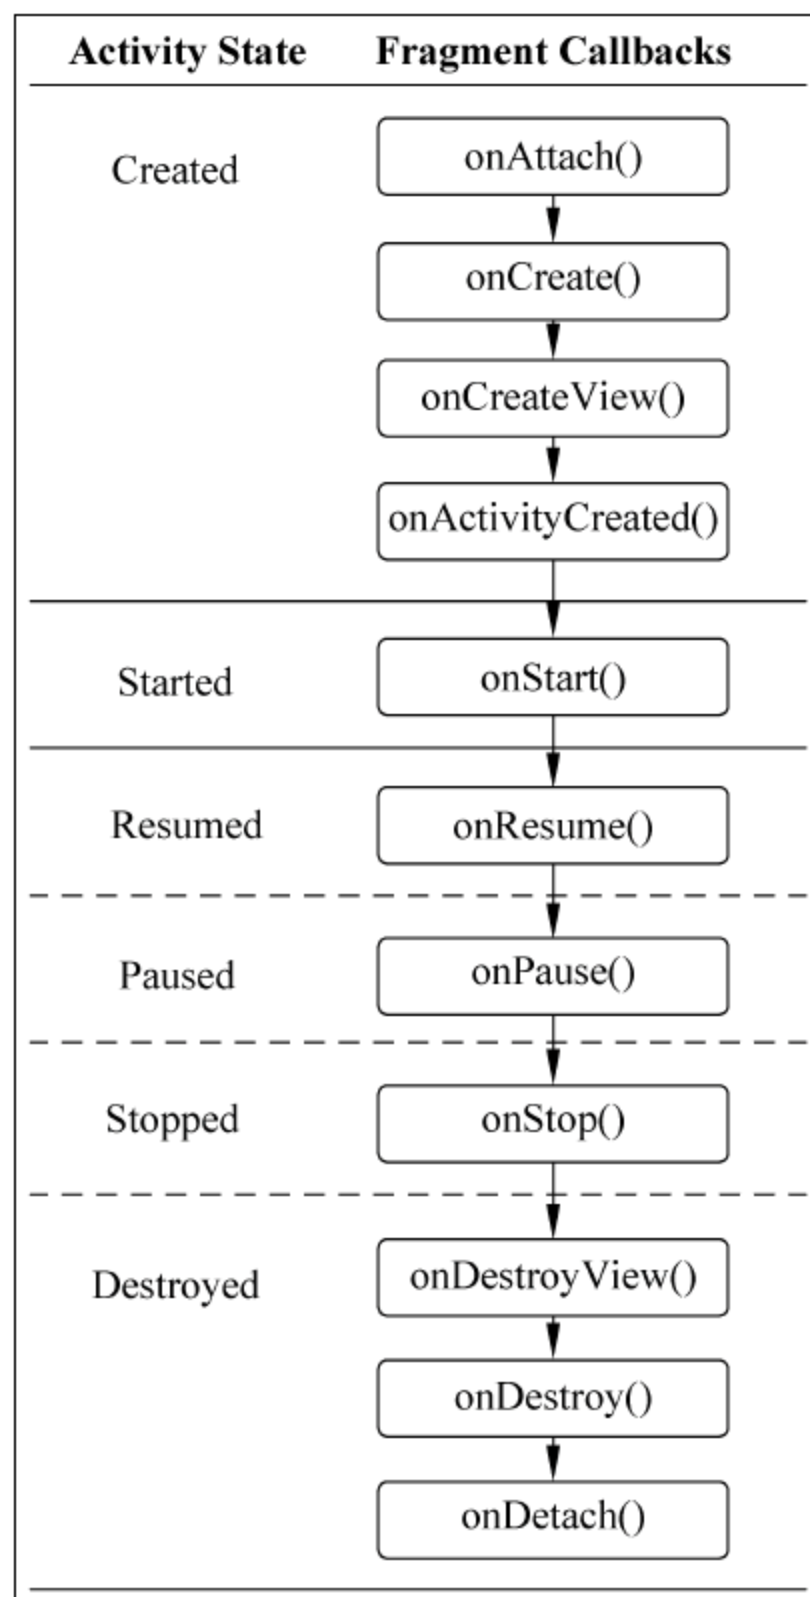 Activity State Fragment Callbacks
Created onAttach()
onCreate()
onCreateView()
onActivityCreated()
Started onStart()
Resumed onResume()
Paused onPause()
Stopped onStop()
Destroyed onDestroyView()
onDestroy()
onDetach()